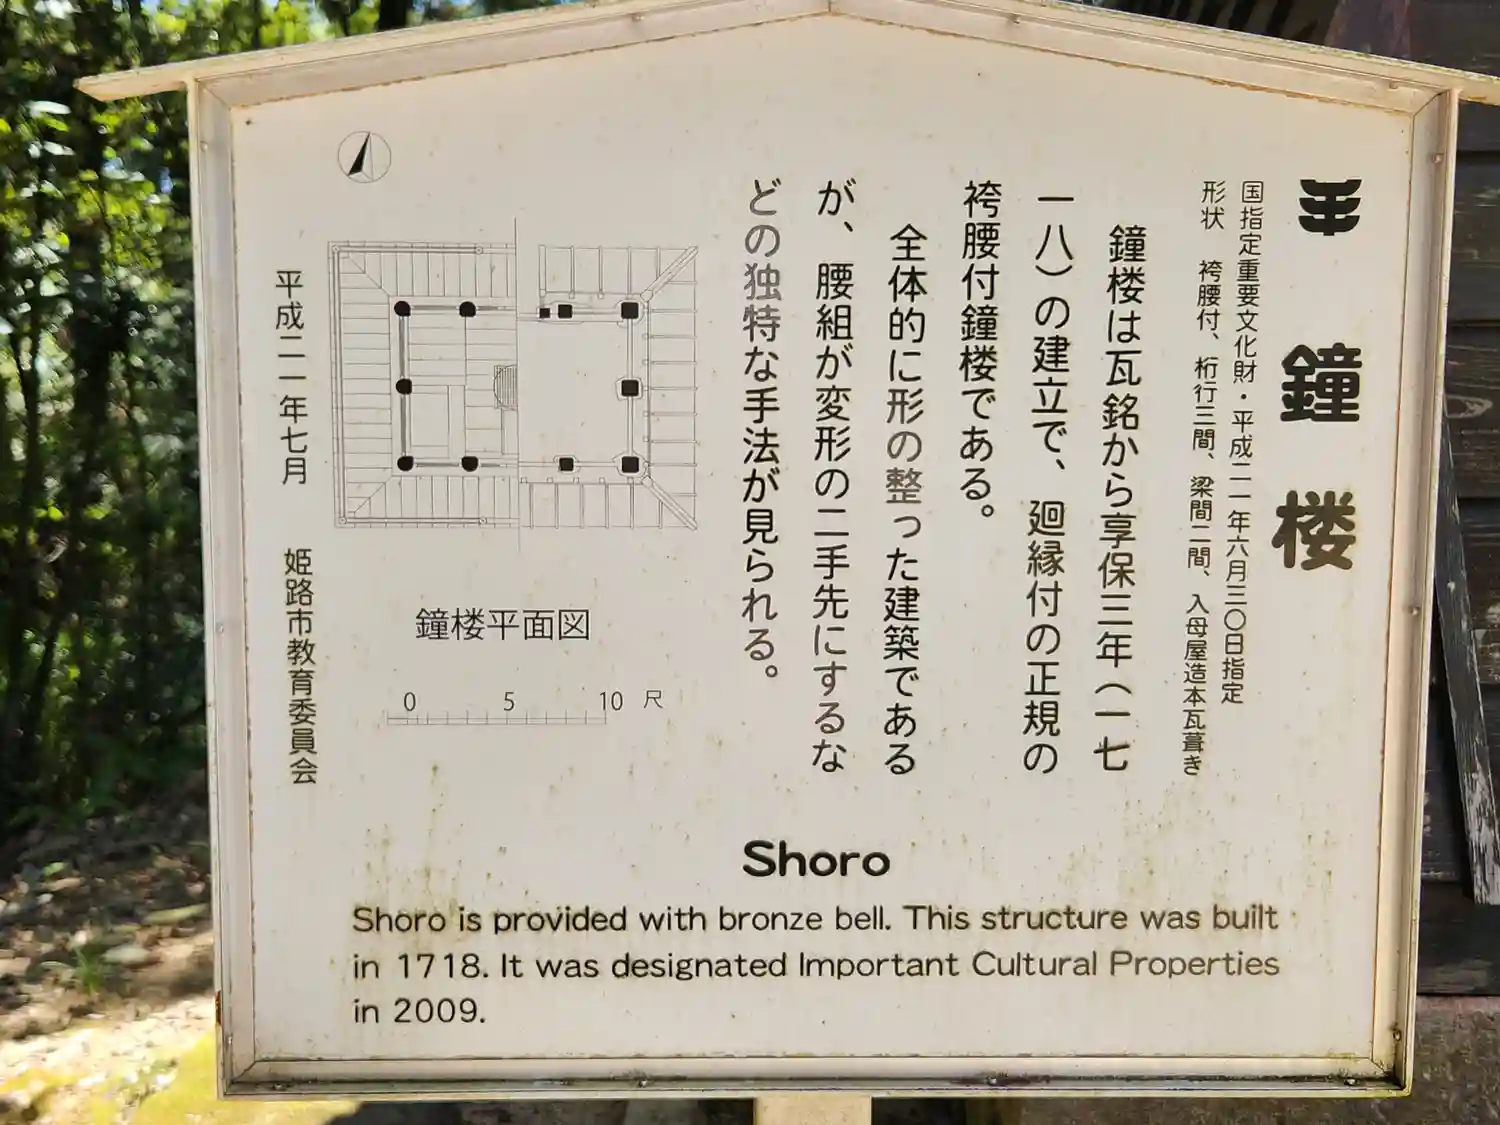 鐘楼
国指定重要文化財・平成二一年六月三〇日指定
形状 袴腰付、桁行三間、梁間二間、入母屋造本瓦葺き
鐘楼は瓦銘から享保三年（一七
一八）の建立で、廻縁付の正規の
袴腰付鐘楼である。
全体的に形の整った建築である
が、腰組が変形の二手先にするな
どの独特な手法が見られる。
鐘楼平面図
0 5 10 尺
平成二一年七月 姫路市教育委員会
Shoro
Shoro is provided with bronze bell. This structure was built
in 1718. It was designated Important Cultural Properties
in 2009.